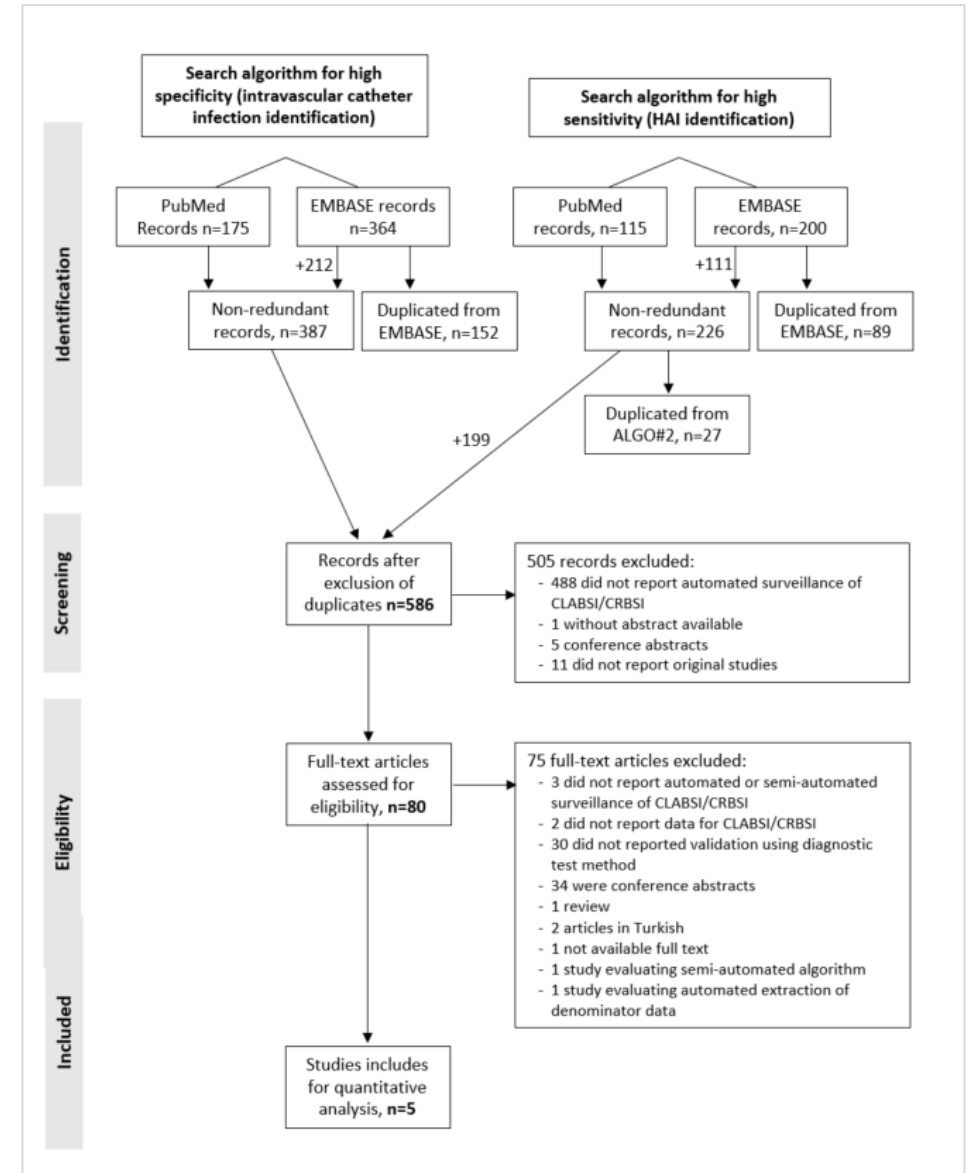 Search algorithm for high
specificity (intravascular catheter
infection identification)
Search algorithm for high
sensitivity (HAI identification)
Identification
PubMed
Records n=175
EMBASE records
n=364
PubMed
records, n=115
EMBASE
records, n=200
+212
+111
Non-redundant
records, n=387
Duplicated from
EMBASE, n=152
Non-redundant
records, n=226
Duplicated from
EMBASE, n=89
Duplicated from
ALGO#2, n=27
+199
Screening
Records after
exclusion of
duplicates n=586
505 records excluded:
- 488 did not report automated surveillance of
CLABSI/CRBSI
- 1 without abstract available
- 5 conference abstracts
- 11 did not report original studies
Eligibility
Full-text articles
assessed for
eligibility, n=80
75 full-text articles excluded:
- 3 did not report automated or semi-automated
surveillance of CLABSI/CRBSI
- 2 did not report data for CLABSI/CRBSI
- 30 did not reported validation using diagnostic
test method
- 34 were conference abstracts
- 1 review
- 2 articles in Turkish
- 1 not available full text
- 1 study evaluating semi-automated algorithm
- 1 study evaluating automated extraction of
denominator data
Included
Studies includes
for quantitative
analysis, n=5